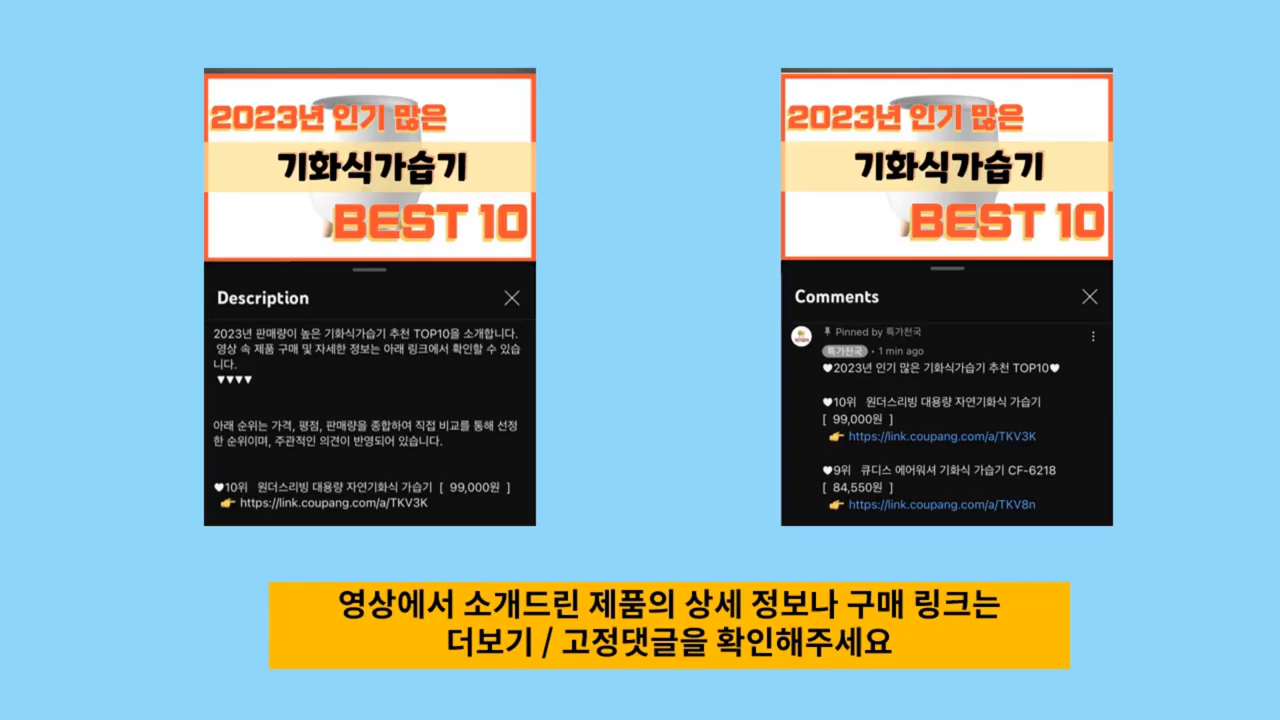 2023년 인기 많은
기화식가습기
BEST 10
Description
2023년 판매량이 높은 기화식가습기 추천 TOP10을 소개합니다.
영상 속 제품 구매 및 자세한 정보는 아래 링크에서 확인할 수 있습
니다.
▼▼▼▼
아래 순위는 가격, 평점, 판매량을 종합하여 직접 비교를 통해 선정
한 순위이며, 주관적인 의견이 반영되어 있습니다.
🤍10위 원더스리빙 대용량 자연기화식 가습기 [ 99,000원 ]
👉 https://link.coupang.com/a/TKV3K
2023년 인기 많은
기화식가습기
BEST 10
Comments
Pinned by 특가천국
특가천국 • 1 min ago
🤍2023년 인기 많은 기화식가습기 추천 TOP10🤍
🤍10위 원더스리빙 대용량 자연기화식 가습기
[ 99,000원 ]
👉 https://link.coupang.com/a/TKV3K
🤍9위 큐디스 에어워셔 기화식 가습기 CF-6218
[ 84,550원 ]
👉 https://link.coupang.com/a/TKV8n
영상에서 소개드린 제품의 상세 정보나 구매 링크는
더보기 / 고정댓글을 확인해주세요